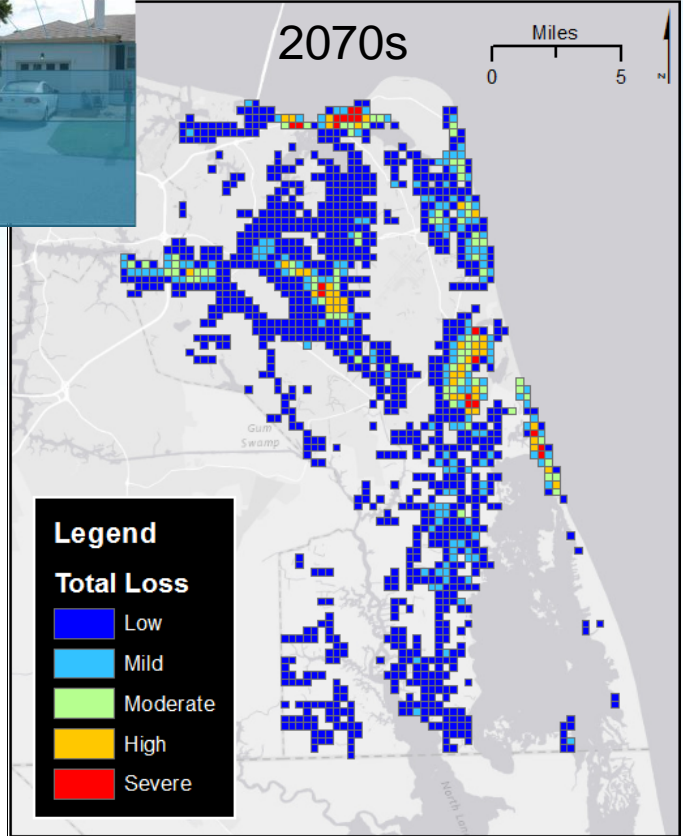 2070s
Miles
0 5
N
Gum
Swamp
Legend
Total Loss
Low
Mild
Moderate
High
Severe